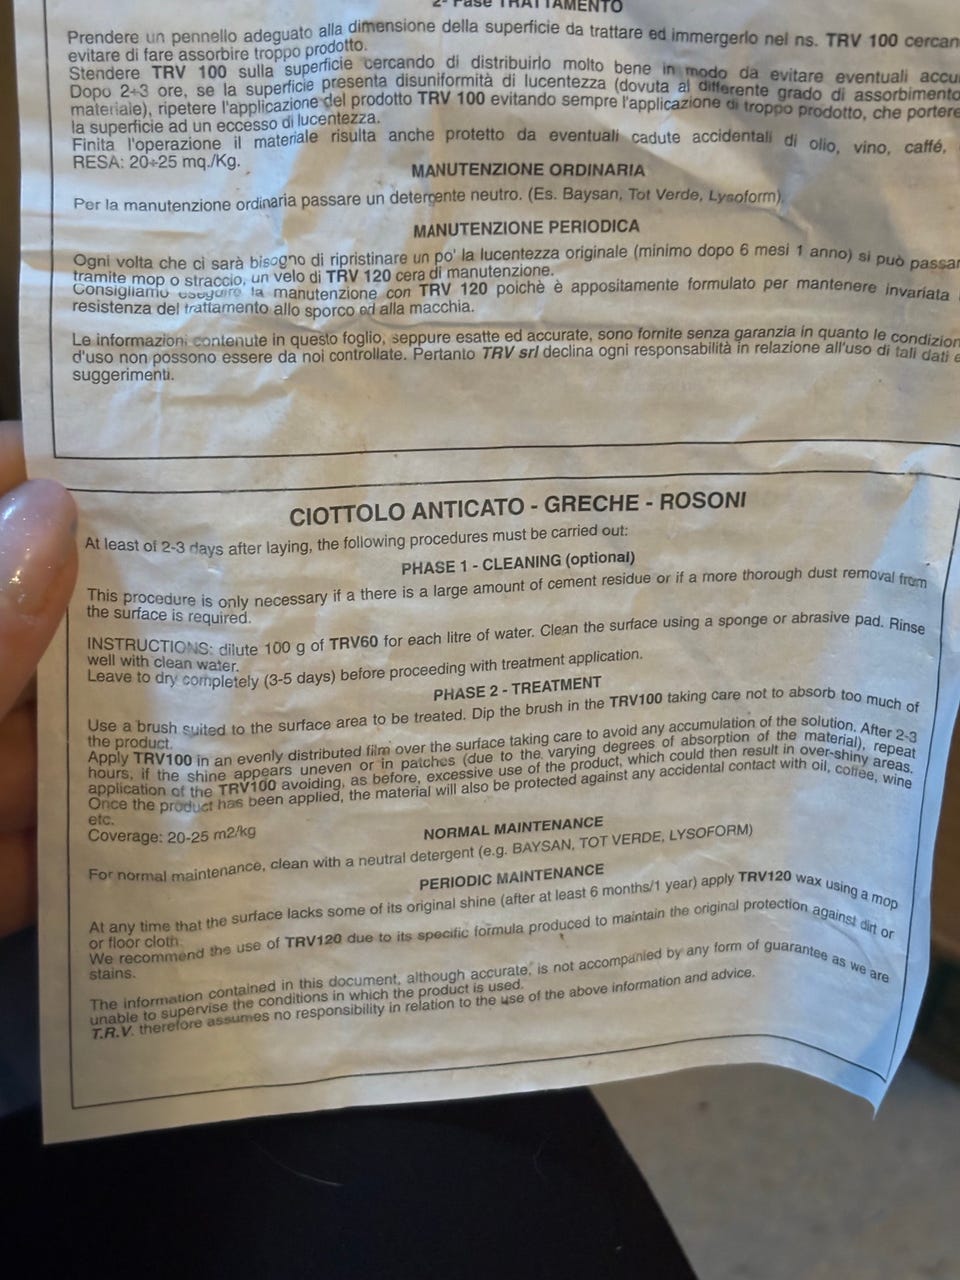 2- Fase TRATTAMENTO
Prendere un pennello adeguato alla dimensione della superficie da trattare ed immergerlo nel ns. TRV 100 cercan
evitare di fare assorbire troppo prodotto.
Stendere TRV 100 sulla superficie cercando di distribuirlo molto bene in modo da evitare eventuali accu
Dopo 2÷3 ore, se la superficie presenta disuniformità di lucentezza (dovuta al differente grado di assorbimento
materiale), ripetere l'applicazione del prodotto TRV 100 evitando sempre l'applicazione di troppo prodotto, che portere
la superficie ad un eccesso di lucentezza.
Finita l'operazione il materiale risulta anche protetto da eventuali cadute accidentali di olio, vino, caffé,
RESA: 20÷25 mq./Kg.
MANUTENZIONE ORDINARIA
Per la manutenzione ordinaria passare un detergente neutro. (Es. Baysan, Tot Verde, Lysoform)
MANUTENZIONE PERIODICA
Ogni volta che ci sarà bisogno di ripristinare un po' la lucentezza originale (minimo dopo 6 mesi 1 anno) si può passar
tramite mop o straccio, un velo di TRV 120 cera di manutenzione.
Consigliamo eseguire la manutenzione con TRV 120 poichè è appositamente formulato per mantenere invariata
resistenza del trattamento allo sporco ed alla macchia.
Le informazioni contenute in questo foglio, seppure esatte ed accurate, sono fornite senza garanzia in quanto le condizion
d'uso non possono essere da noi controllate. Pertanto TRV srl declina ogni responsabilità in relazione all'uso di tali dati e
suggerimenti.
CIOTTOLO ANTICATO - GRECHE - ROSONI
At least of 2-3 days after laying, the following procedures must be carried out:
PHASE 1 - CLEANING (optional)
This procedure is only necessary if a there is a large amount of cement residue or if a more thorough dust removal from
the surface is required.
INSTRUCTIONS: dilute 100 g of TRV60 for each litre of water. Clean the surface using a sponge or abrasive pad. Rinse
well with clean water.
Leave to dry completely (3-5 days) before proceeding with treatment application.
PHASE 2 - TREATMENT
Use a brush suited to the surface area to be treated. Dip the brush in the TRV100 taking care not to absorb too much of
the product.
Apply TRV100 in an evenly distributed film over the surface taking care to avoid any accumulation of the solution. After 2-3
hours, if the shine appears uneven or in patches (due to the varying degrees of absorption of the material), repeat
application of the TRV100 avoiding, as before, excessive use of the product, which could then result in over-shiny areas.
Once the product has been applied, the material will also be protected against any accidental contact with oil, coffee, wine
etc.
Coverage: 20-25 m2/kg
NORMAL MAINTENANCE
For normal maintenance, clean with a neutral detergent (e.g. BAYSAN, TOT VERDE, LYSOFORM)
PERIODIC MAINTENANCE
At any time that the surface lacks some of its original shine (after at least 6 months/1 year) apply TRV120 wax using a mop
or floor cloth.
We recommend the use of TRV120 due to its specific formula produced to maintain the original protection against dirt or
stains.
The information contained in this document, although accurate, is not accompanied by any form of guarantee as we are
unable to supervise the conditions in which the product is used.
T.R.V. therefore assumes no responsibility in relation to the use of the above information and advice.